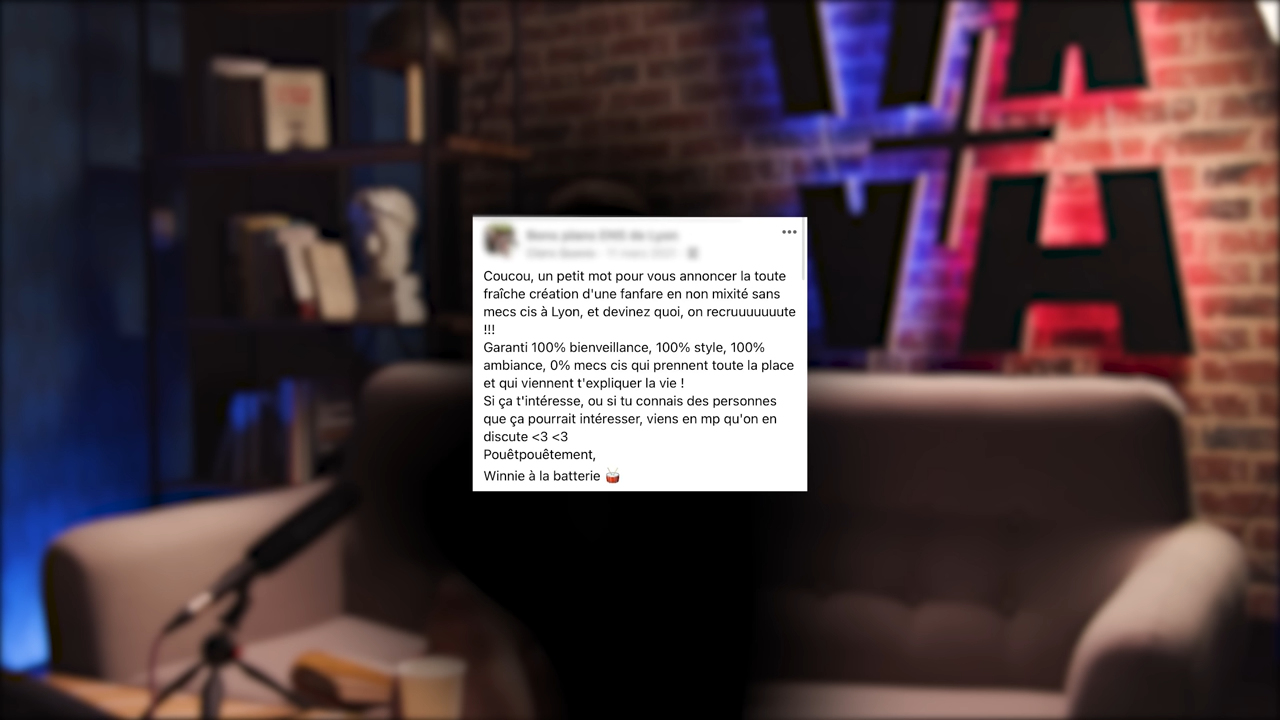 Coucou, un petit mot pour vous annoncer la toute
fraîche création d'une fanfare en non mixité sans
mecs cis à Lyon, et devinez quoi, on recruuuuuuute
!!!
Garanti 100% bienveillance, 100% style, 100%
ambiance, 0% mecs cis qui prennent toute la place
et qui viennent t'expliquer la vie !
Si ça t'intéresse, ou si tu connais des personnes
que ça pourrait intéresser, viens en mp qu'on en
discute <3 <3
Pouêtpouêtement,
Winnie à la batterie 🥁